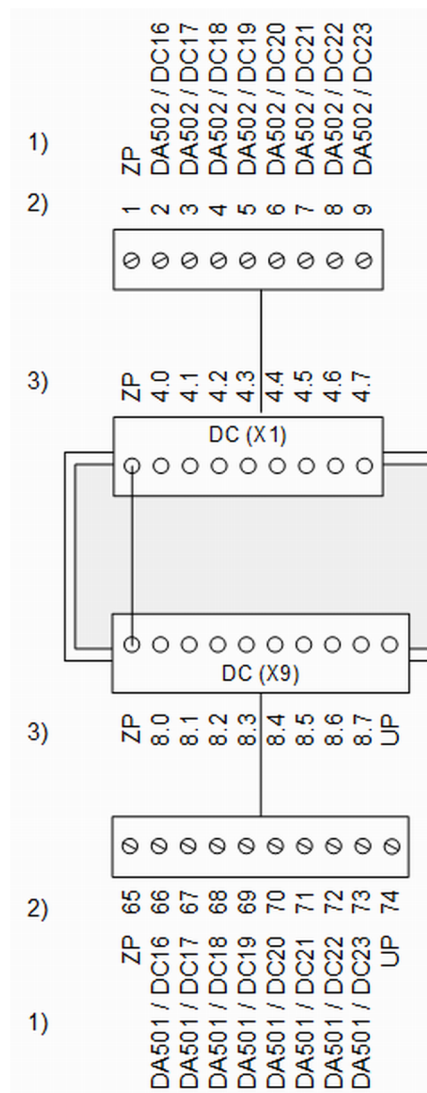 1) ZP DA502 / DC16 DA502 / DC17 DA502 / DC18 DA502 / DC19 DA502 / DC20 DA502 / DC21 DA502 / DC22 DA502 / DC23
2) 1 2 3 4 5 6 7 8 9
3) ZP 4.0 4.1 4.2 4.3 4.4 4.5 4.6 4.7
DC (X1)
DC (X9)
3) ZP 8.0 8.1 8.2 8.3 8.4 8.5 8.6 8.7 UP
2) 65 66 67 68 69 70 71 72 73 74
1) ZP DA501 / DC16 DA501 / DC17 DA501 / DC18 DA501 / DC19 DA501 / DC20 DA501 / DC21 DA501 / DC22 DA501 / DC23 UP